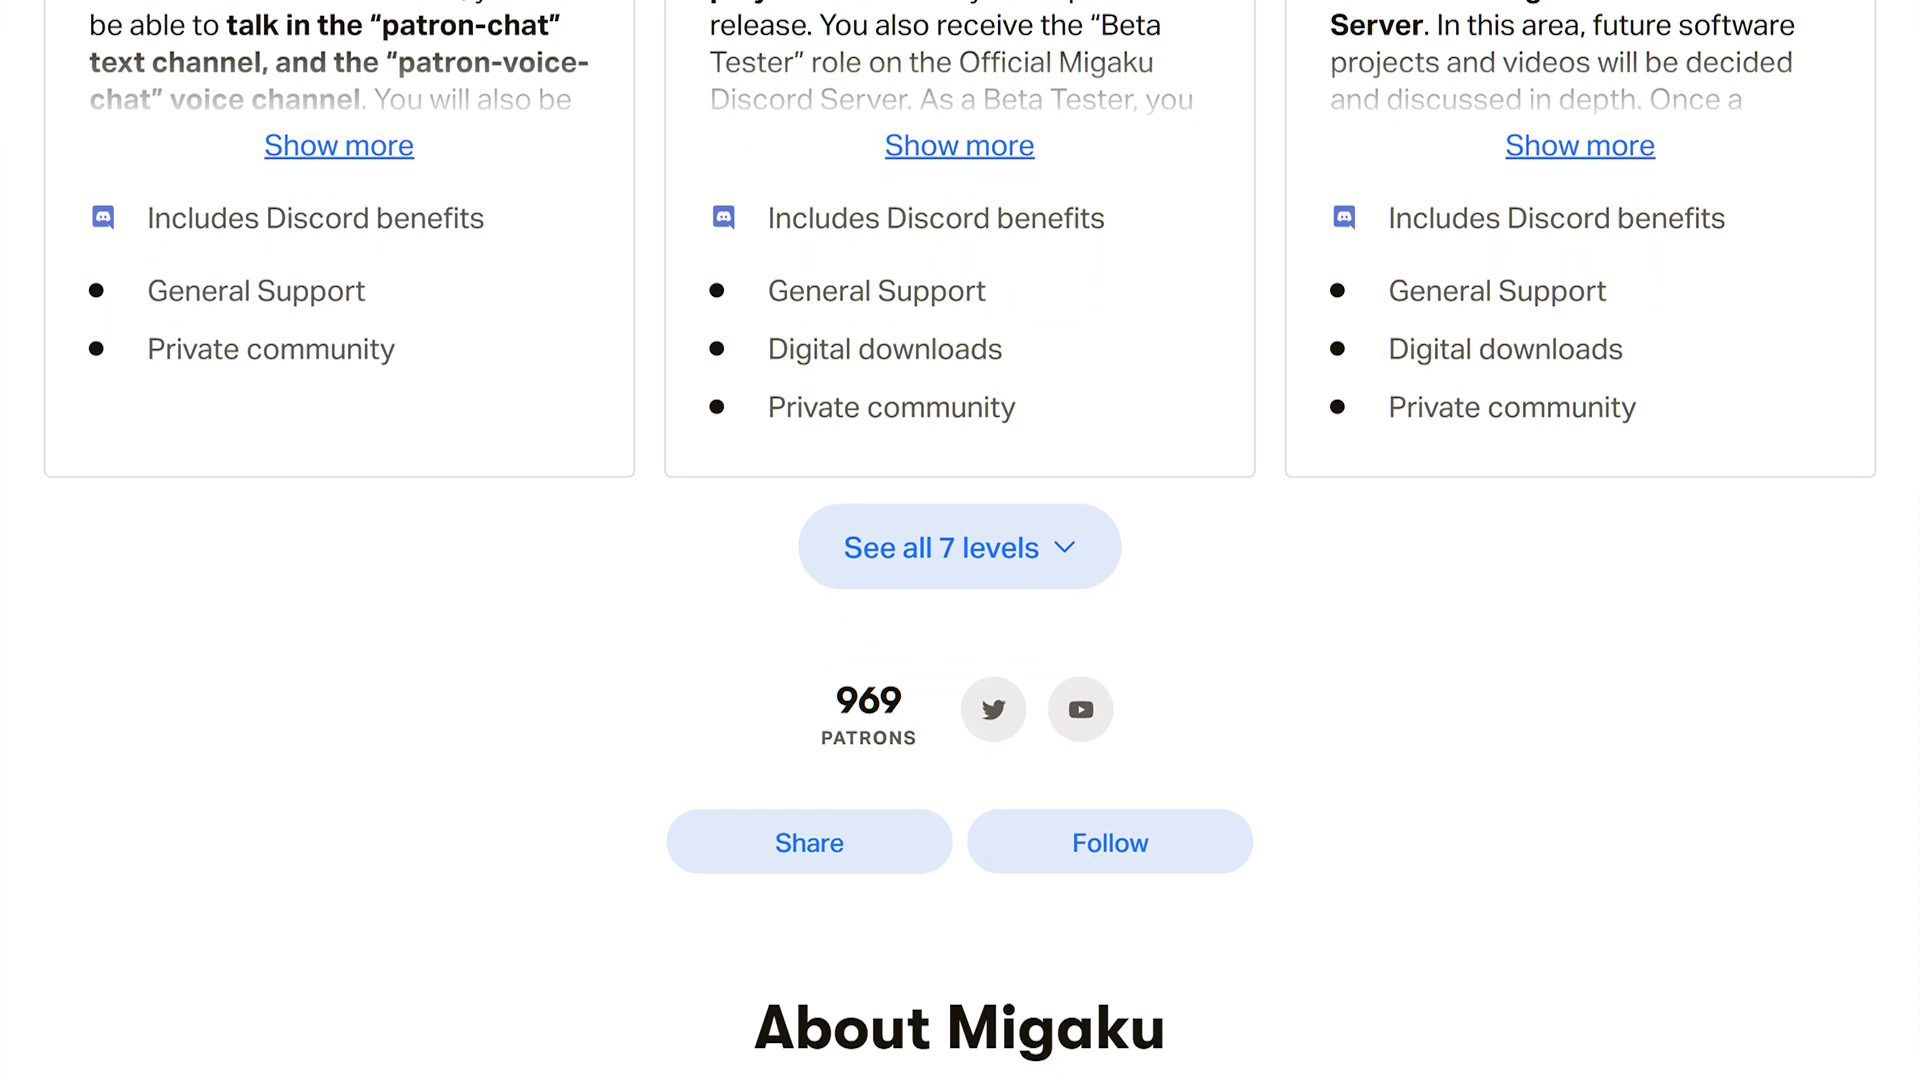 be able to talk in the “patron-chat”
text channel, and the “patron-voice-
chat” voice channel. You will also be
Show more
Includes Discord benefits
General Support
Private community
release. You also receive the “Beta
Tester” role on the Official Migaku
Discord Server. As a Beta Tester, you
Show more
Includes Discord benefits
General Support
Digital downloads
Private community
Server. In this area, future software
projects and videos will be decided
and discussed in depth. Once a
Show more
Includes Discord benefits
General Support
Digital downloads
Private community
See all 7 levels
969
PATRONS
Share
Follow
About Migaku